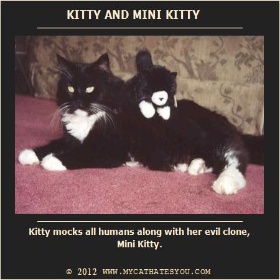 KITTY AND MINI KITTY
Kitty mocks all humans along with her evil clone,
Mini Kitty.
© 2012 WWW.MYCATHATESYOU.COM